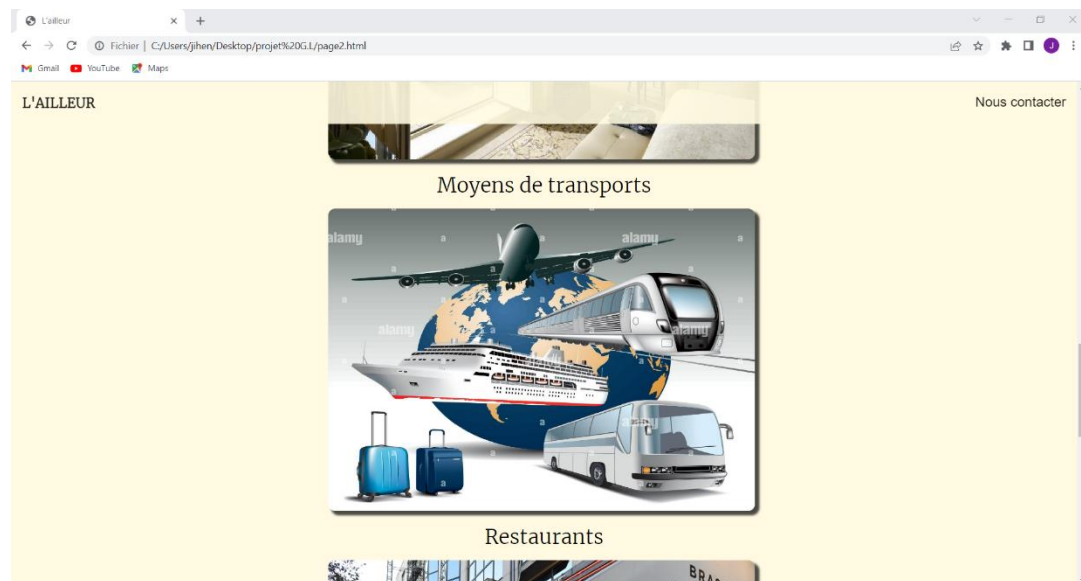 L'ailleur
Fichier | C:/Users/jihen/Desktop/projet%20G.L/page2.html
J
Gmail YouTube Maps
L'AILLEUR
Nous contacter
Moyens de transports
alamy a a alamy a
a a
a a
alamy a alamy
a a
a
alamy
a
a
Restaurants